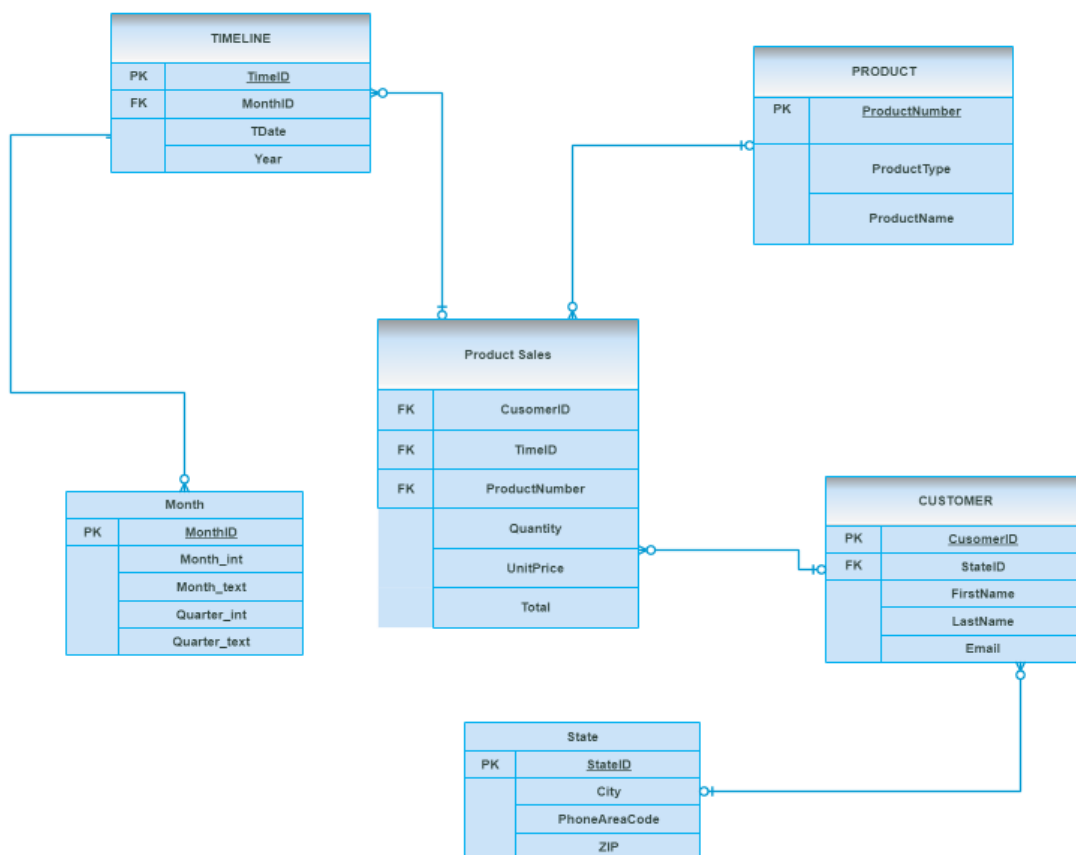 TIMELINE
PK TimeID
FK MonthID
TDate
Year
PRODUCT
PK ProductNumber
ProductType
ProductName
Product Sales
FK CusomerID
FK TimeID
FK ProductNumber
Quantity
UnitPrice
Total
Month
PK MonthID
Month_int
Month_text
Quarter_int
Quarter_text
CUSTOMER
PK CusomerID
FK StateID
FirstName
LastName
Email
State
PK StateID
City
PhoneAreaCode
ZIP